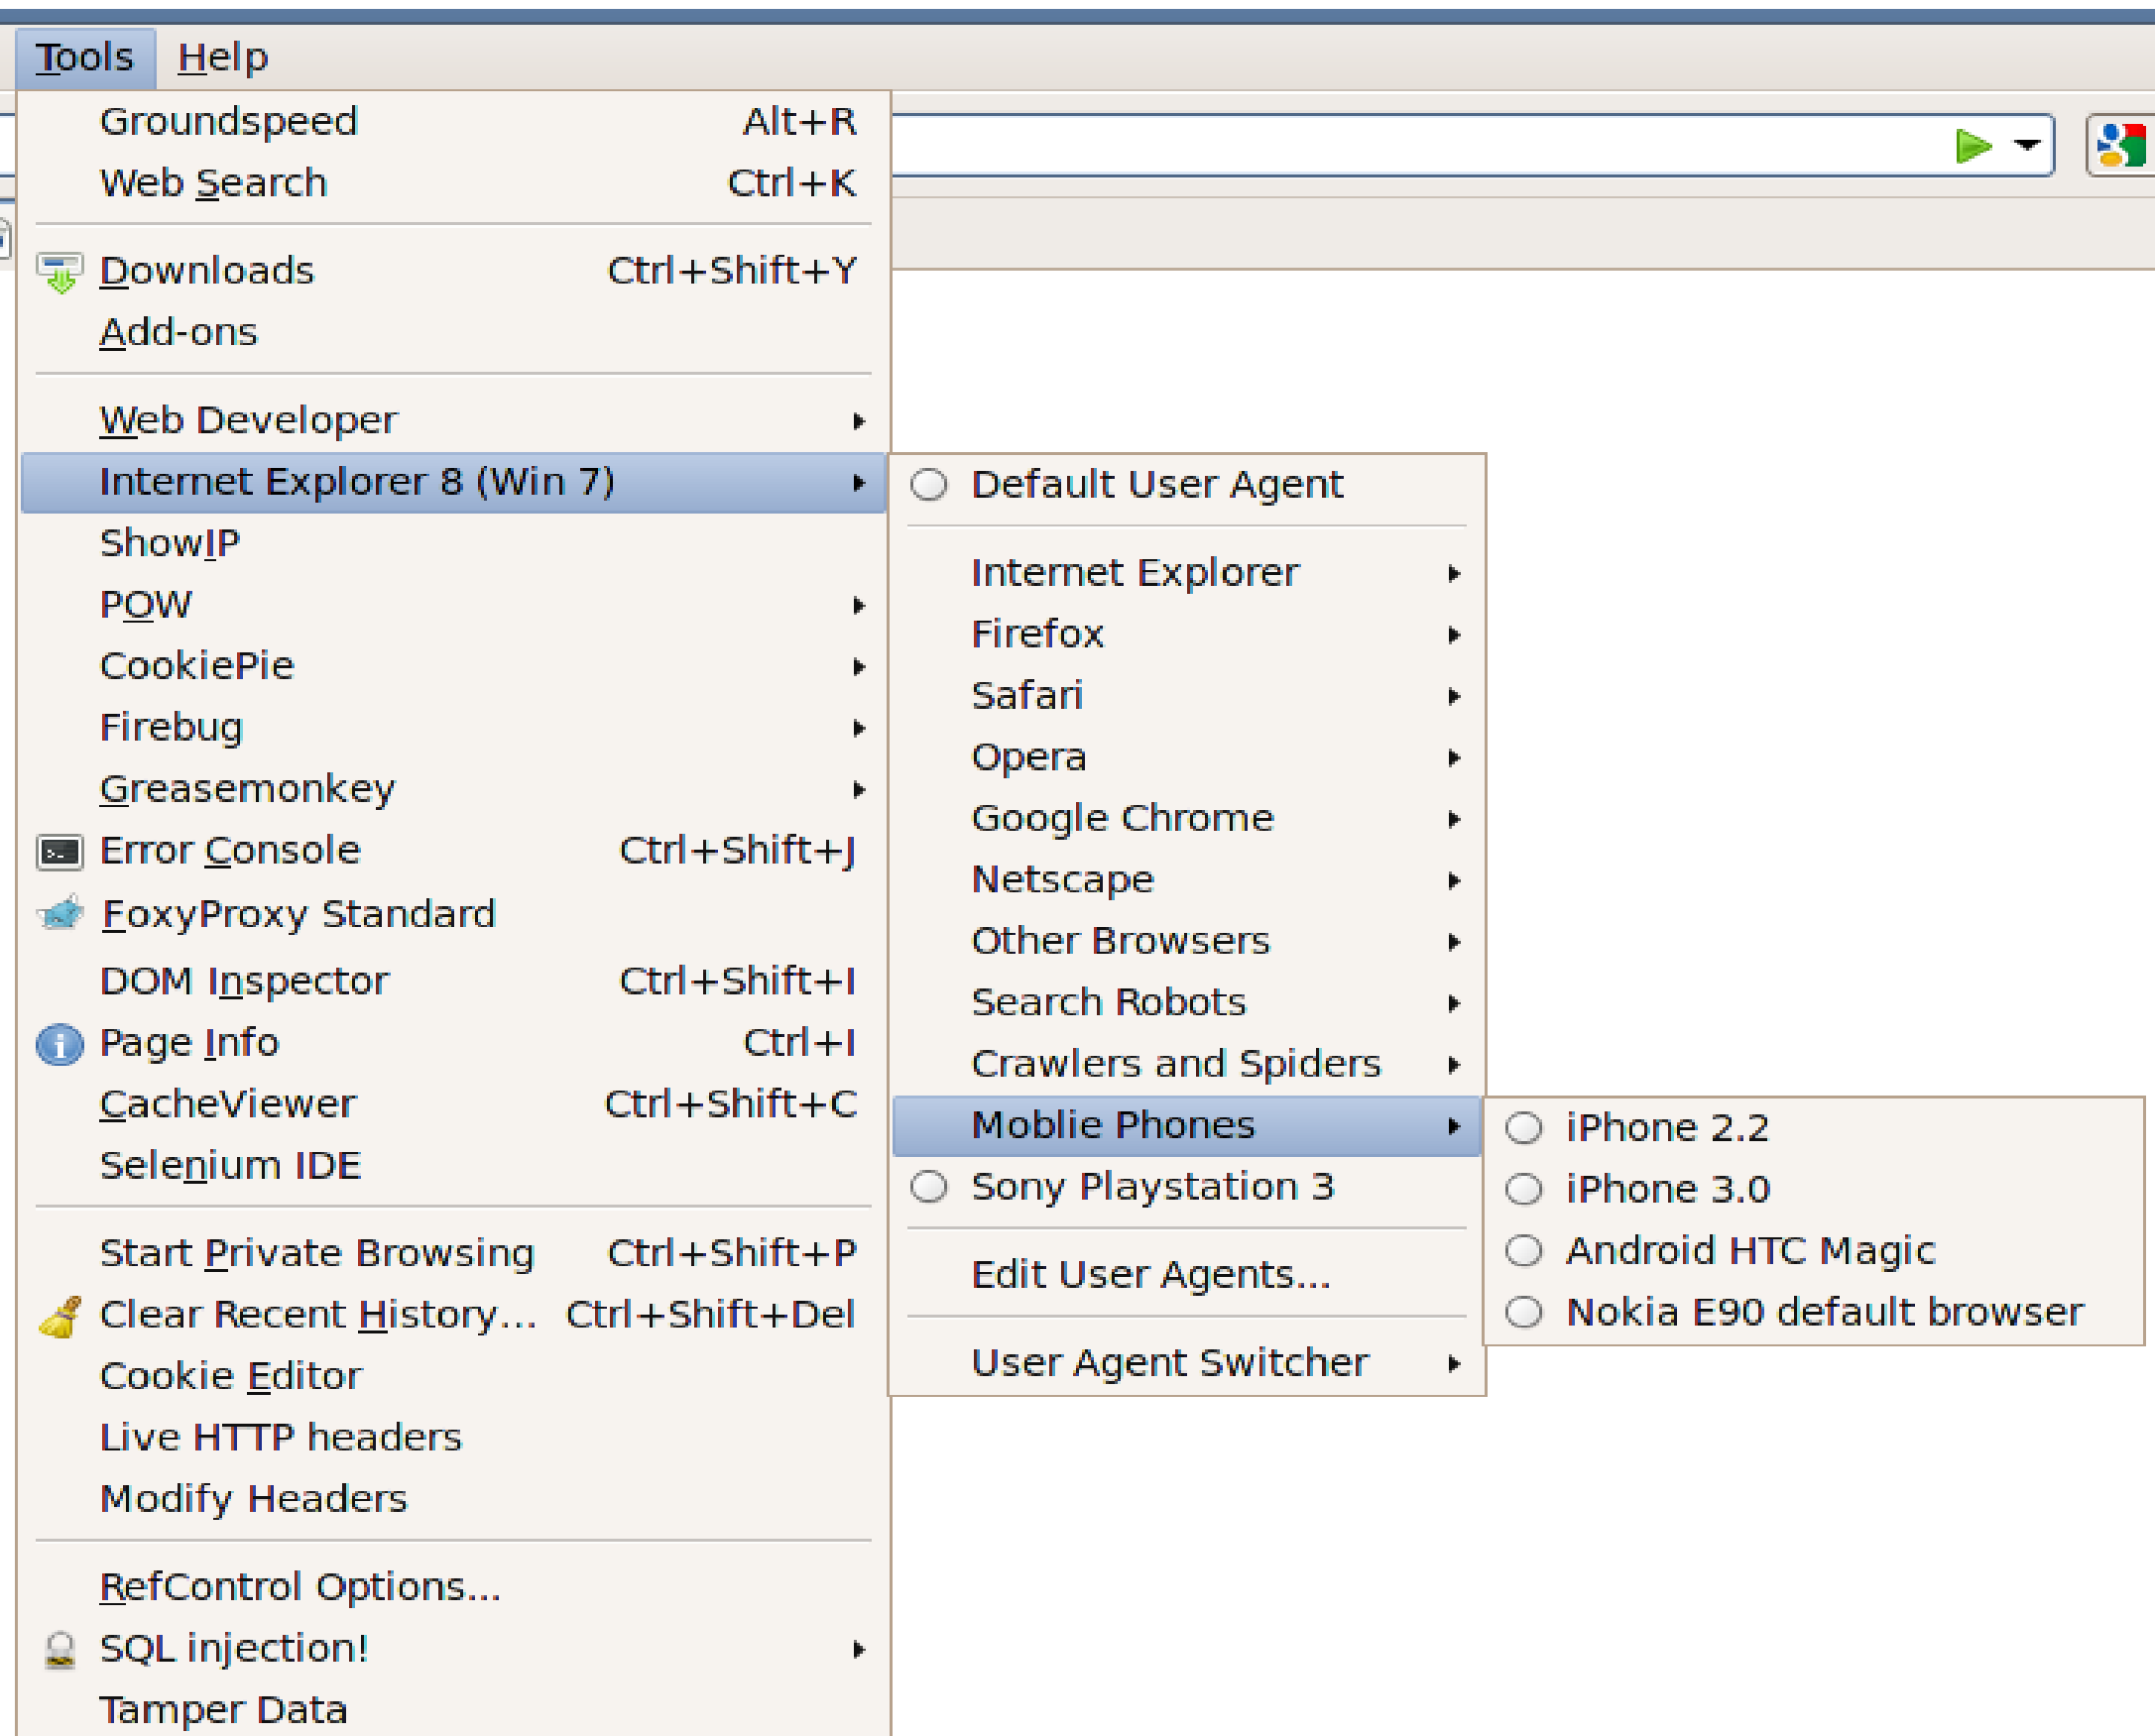 Tools Help
Groundspeed Alt+R
Web Search Ctrl+K
Downloads Ctrl+Shift+Y
Add-ons
Web Developer
Internet Explorer 8 (Win 7)
ShowIP
POW
CookiePie
Firebug
Greasemonkey
Error Console Ctrl+Shift+J
FoxyProxy Standard
DOM Inspector Ctrl+Shift+I
Page Info Ctrl+I
CacheViewer Ctrl+Shift+C
Selenium IDE
Start Private Browsing Ctrl+Shift+P
Clear Recent History... Ctrl+Shift+Del
Cookie Editor
Live HTTP headers
Modify Headers
RefControl Options...
SQL injection!
Tamper Data
Default User Agent
Internet Explorer
Firefox
Safari
Opera
Google Chrome
Netscape
Other Browsers
Search Robots
Crawlers and Spiders
Moblie Phones
Sony Playstation 3
Edit User Agents...
User Agent Switcher
iPhone 2.2
iPhone 3.0
Android HTC Magic
Nokia E90 default browser